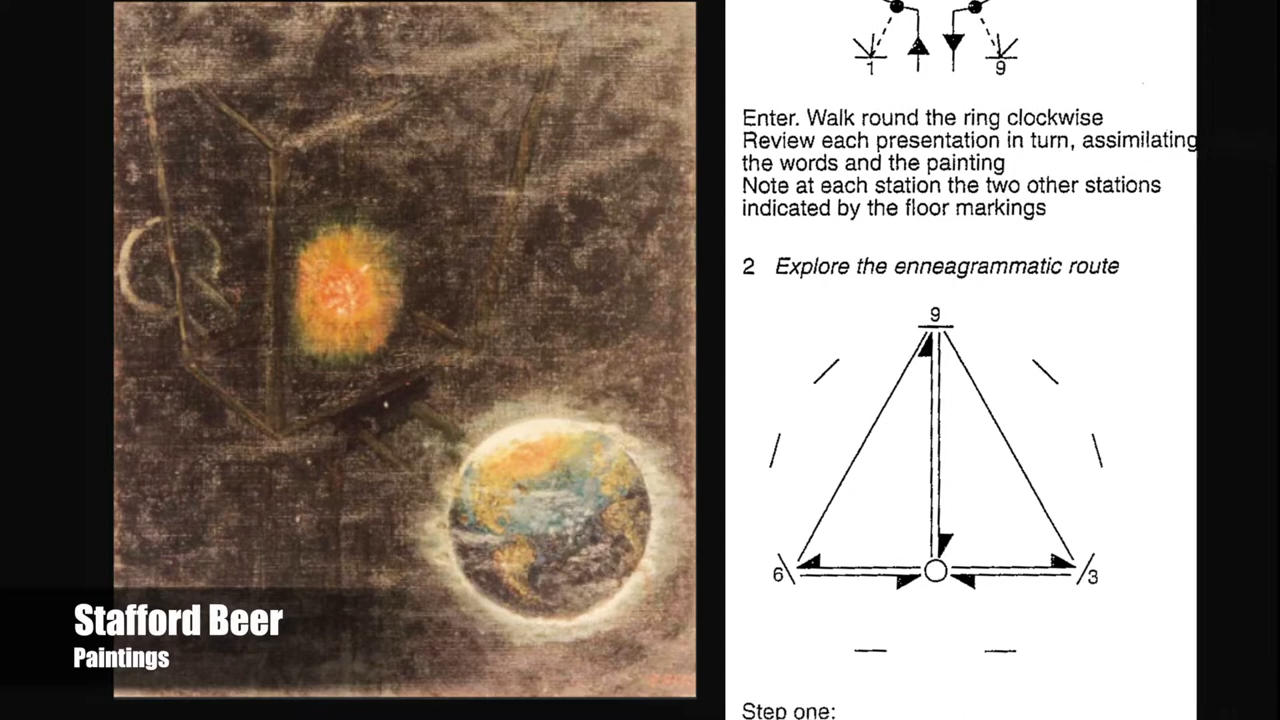 1
9
Enter. Walk round the ring clockwise
Review each presentation in turn, assimilating
the words and the painting
Note at each station the two other stations
indicated by the floor markings
2 Explore the enneagrammatic route
9
6
3
Step one:
Stafford Beer
Paintings